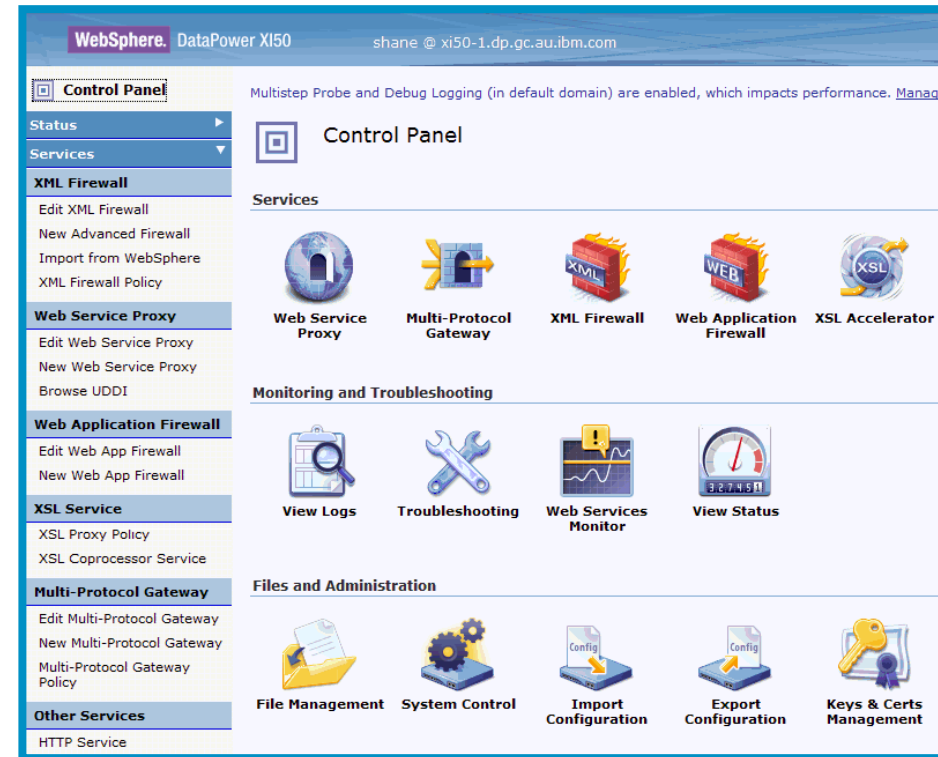 WebSphere. DataPower XI50 shane @ xi50-1.dp.gc.au.ibm.com
Control Panel
Status
Services
XML Firewall
Edit XML Firewall
New Advanced Firewall
Import from WebSphere
XML Firewall Policy
Web Service Proxy
Edit Web Service Proxy
New Web Service Proxy
Browse UDDI
Web Application Firewall
Edit Web App Firewall
New Web App Firewall
XSL Service
XSL Proxy Policy
XSL Coprocessor Service
Multi-Protocol Gateway
Edit Multi-Protocol Gateway
New Multi-Protocol Gateway
Multi-Protocol Gateway
Policy
Other Services
HTTP Service
Multistep Probe and Debug Logging (in default domain) are enabled, which impacts performance. Manag
Control Panel
Services
XML
WEB
XSL
Web Service
Proxy
Multi-Protocol
Gateway
XML Firewall
Web Application
Firewall
XSL Accelerator
Monitoring and Troubleshooting
327451
View Logs
Troubleshooting
Web Services
Monitor
View Status
Files and Administration
Config
Config
File Management
System Control
Import
Configuration
Export
Configuration
Keys & Certs
Management